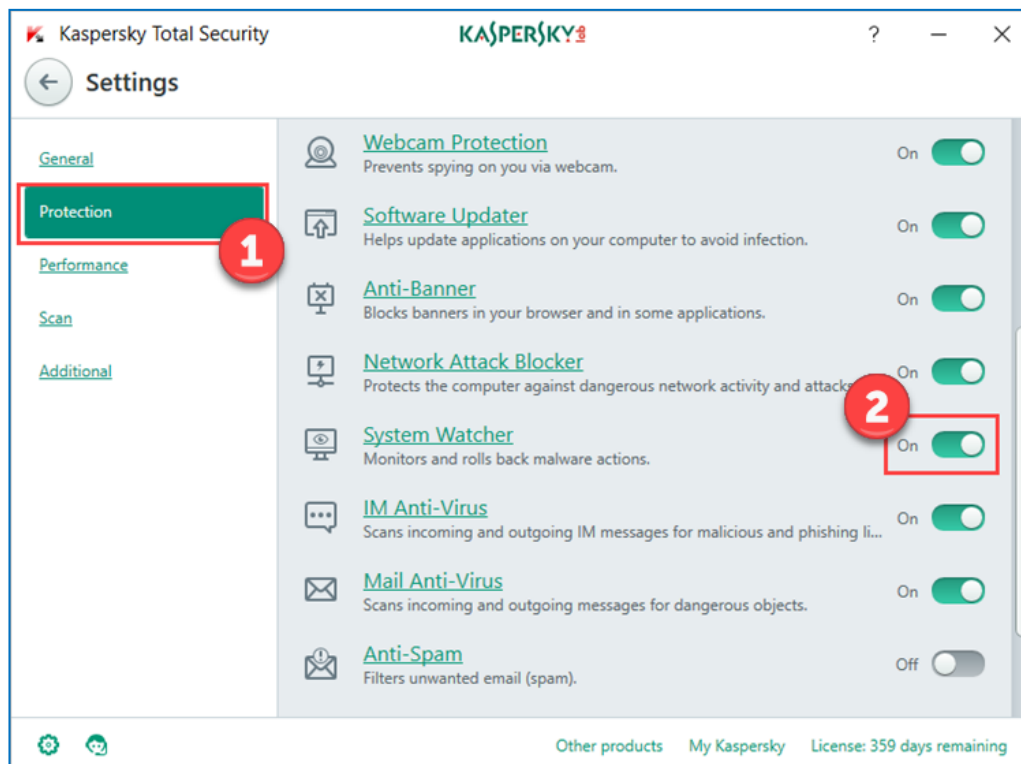 Kaspersky Total Security
KASPERSKY lab
?
Settings
General
Protection
1
Performance
Scan
Additional
Webcam Protection
Prevents spying on you via webcam.
On
Software Updater
Helps update applications on your computer to avoid infection.
On
Anti-Banner
Blocks banners in your browser and in some applications.
On
Network Attack Blocker
Protects the computer against dangerous network activity and attacks
On
2
System Watcher
Monitors and rolls back malware actions.
On
IM Anti-Virus
Scans incoming and outgoing IM messages for malicious and phishing li...
On
Mail Anti-Virus
Scans incoming and outgoing messages for dangerous objects.
On
Anti-Spam
Filters unwanted email (spam).
Off
Other products
My Kaspersky
License: 359 days remaining